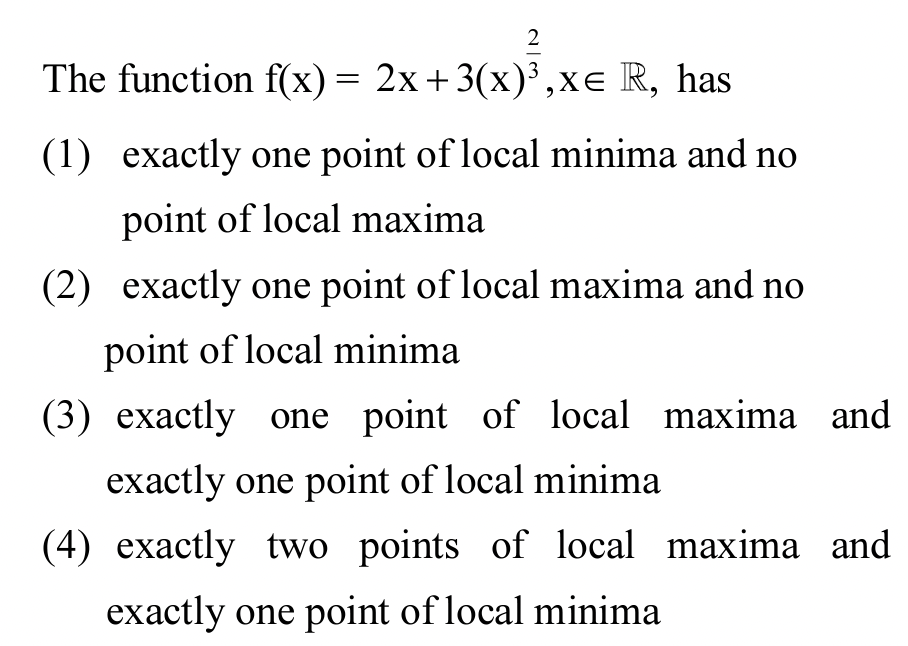 The function f(x) = 2x + 3(x)^{2/3}, x ∈ ℝ, has
(1) exactly one point of local minima and no
point of local maxima
(2) exactly one point of local maxima and no
point of local minima
(3) exactly one point of local maxima and
exactly one point of local minima
(4) exactly two points of local maxima and
exactly one point of local minima